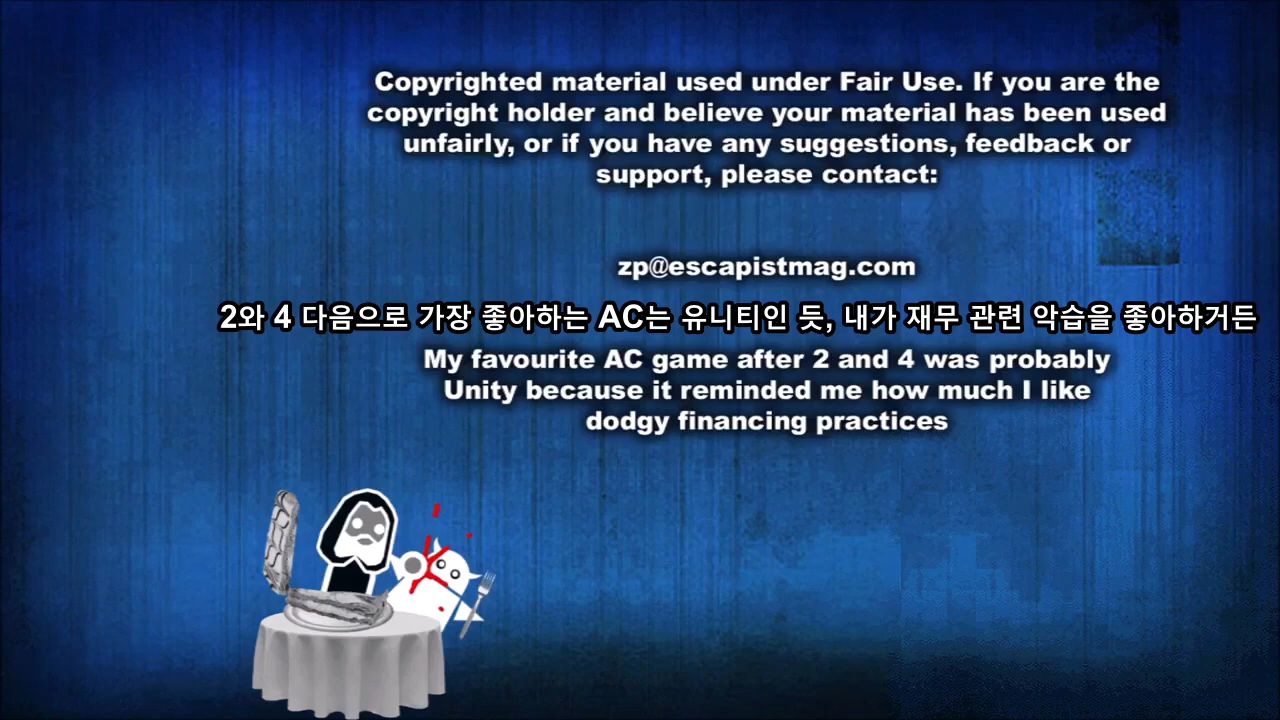 Copyrighted material used under Fair Use. If you are the
copyright holder and believe your material has been used
unfairly, or if you have any suggestions, feedback or
support, please contact:
zp@escapistmag.com
2와 4 다음으로 가장 좋아하는 AC는 유니티인 듯, 내가 재무 관련 악습을 좋아하거든
My favourite AC game after 2 and 4 was probably
Unity because it reminded me how much I like
dodgy financing practices